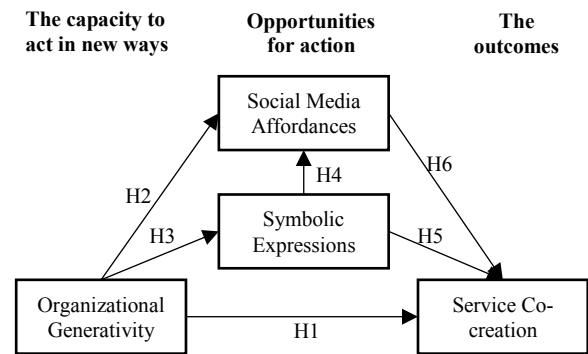 The capacity to
act in new ways
Opportunities
for action
The
outcomes
Social Media
Affordances
H2
H4
H6
H3
Symbolic
Expressions
H5
Organizational
Generativity
H1
Service Co-
creation